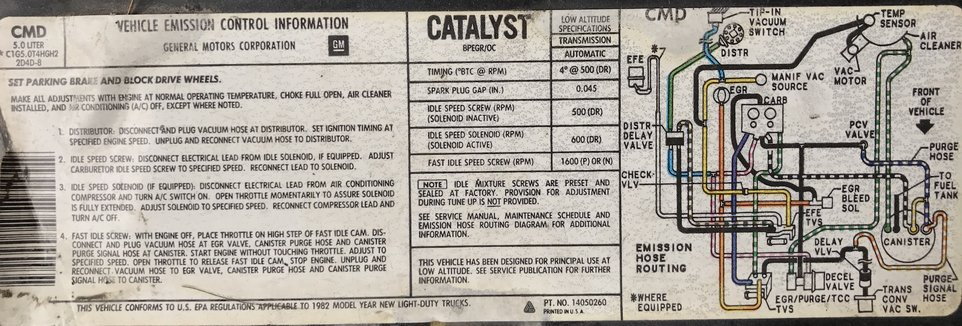 CMD
5.0 LITER
* C1G5.0T4HGH2
2D4D-8
VEHICLE EMISSION CONTROL INFORMATION
GENERAL MOTORS CORPORATION GM
SET PARKING BRAKE AND BLOCK DRIVE WHEELS.
MAKE ALL ADJUSTMENTS WITH ENGINE AT NORMAL OPERATING TEMPERATURE, CHOKE FULL OPEN, AIR CLEANER
INSTALLED, AND AIR CONDITIONING (A/C) OFF, EXCEPT WHERE NOTED.
1. DISTRIBUTOR: DISCONNECT AND PLUG VACUUM HOSE AT DISTRIBUTOR. SET IGNITION TIMING AT
SPECIFIED ENGINE SPEED. UNPLUG AND RECONNECT VACUUM HOSE TO DISTRIBUTOR.
2. IDLE SPEED SCREW: DISCONNECT ELECTRICAL LEAD FROM IDLE SOLENOID, IF EQUIPPED. ADJUST
CARBURETOR IDLE SPEED SCREW TO SPECIFIED SPEED. RECONNECT LEAD TO SOLENOID.
3. IDLE SPEED SOLENOID (IF EQUIPPED): DISCONNECT ELECTRICAL LEAD FROM AIR CONDITIONING
COMPRESSOR AND TURN A/C SWITCH ON. OPEN THROTTLE MOMENTARILY TO ASSURE SOLENOID
IS FULLY EXTENDED. ADJUST SOLENOID TO SPECIFIED SPEED. RECONNECT COMPRESSOR LEAD AND
TURN A/C OFF.
4. FAST IDLE SCREW: WITH ENGINE OFF, PLACE THROTTLE ON HIGH STEP OF FAST IDLE CAM. DIS-
CONNECT AND PLUG VACUUM HOSE AT EGR VALVE, CANISTER PURGE HOSE AND CANISTER
PURGE SIGNAL HOSE AT CANISTER. START ENGINE WITHOUT TOUCHING THROTTLE. ADJUST TO
SPECIFIED SPEED. OPEN THROTTLE TO RELEASE FAST IDLE CAM, STOP ENGINE. UNPLUG AND
RECONNECT VACUUM HOSE TO EGR VALVE, CANISTER PURGE HOSE AND CANISTER PURGE
SIGNAL HOSE TO CANISTER.
THIS VEHICLE CONFORMS TO U.S. EPA REGULATIONS APPLICABLE TO 1982 MODEL YEAR NEW LIGHT-DUTY TRUCKS.
CATALYST
BPEGR/OC
LOW ALTITUDE
SPECIFICATIONS
TRANSMISSION
AUTOMATIC
TIMING (°BTC @ RPM) 4° @ 500 (DR)
SPARK PLUG GAP (IN.) 0.045
IDLE SPEED SCREW (RPM)
(SOLENOID INACTIVE) 500 (DR)
IDLE SPEED SOLENOID (RPM)
(SOLENOID ACTIVE) 600 (DR)
FAST IDLE SPEED SCREW (RPM) 1600 (P) OR (N)
NOTE IDLE MIXTURE SCREWS ARE PRESET AND
SEALED AT FACTORY. PROVISION FOR ADJUSTMENT
DURING TUNE UP IS NOT PROVIDED.
SEE SERVICE MANUAL, MAINTENANCE SCHEDULE AND
EMISSION HOSE ROUTING DIAGRAM FOR ADDITIONAL
INFORMATION.
THIS VEHICLE HAS BEEN DESIGNED FOR PRINCIPAL USE AT
LOW ALTITUDE. SEE SERVICE PUBLICATION FOR FURTHER
INFORMATION.
PT. NO. 14050260
PRINTED IN U.S.A.
CMD
TIP-IN
VACUUM
SWITCH
TEMP
SENSOR
AIR
CLEANER
DISTR
*
EFE
VAC
MOTOR
MANIF VAC
SOURCE
EGR
CARB
FRONT OF
VEHICLE
DISTR
DELAY
VALVE
PCV
VALVE
PURGE
HOSE
CHECK-
VLV
TO
FUEL
TANK
EGR
BLEED
SOL
EFE
TVS
CANISTER
EMISSION
HOSE
ROUTING
DELAY
VLV
DECEL
VALVE
PURGE-
SIGNAL
HOSE
*WHERE
EQUIPPED
EGR/PURGE/TCC
TVS
TRANS
CONV
VAC SW.